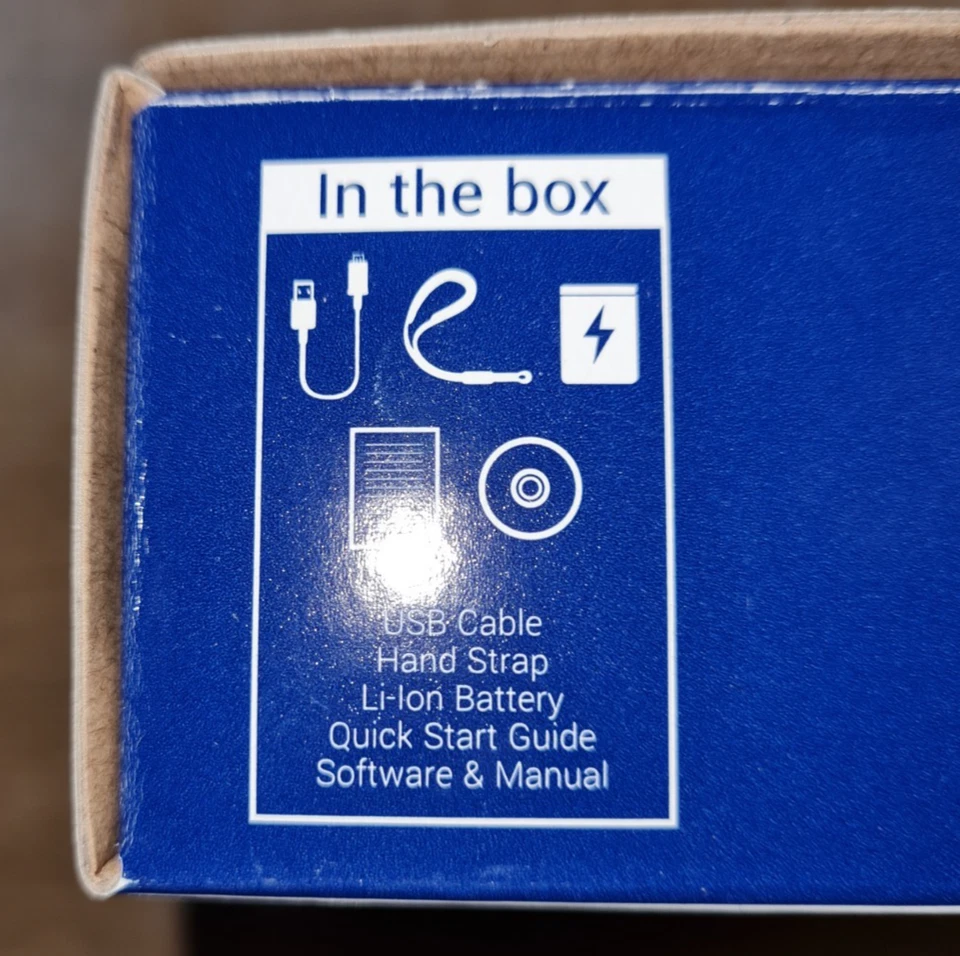 In the box
USB Cable
Hand Strap
Li-Ion Battery
Quick Start Guide
Software & Manual